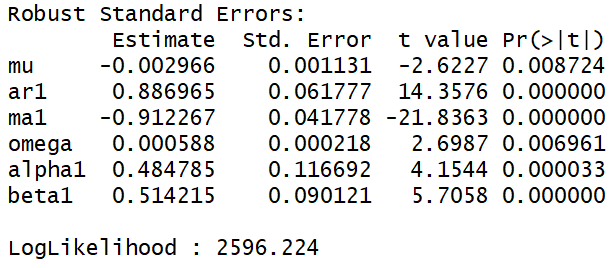 Robust Standard Errors:
Estimate Std. Error t value Pr(>|t|)
mu -0.002966 0.001131 -2.6227 0.008724
ar1 0.886965 0.061777 14.3576 0.000000
ma1 -0.912267 0.041778 -21.8363 0.000000
omega 0.000588 0.000218 2.6987 0.006961
alpha1 0.484785 0.116692 4.1544 0.000033
beta1 0.514215 0.090121 5.7058 0.000000
LogLikelihood : 2596.224